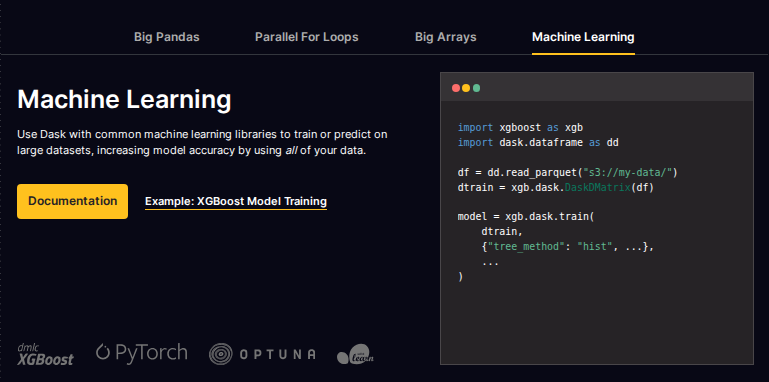 Big Pandas Parallel For Loops Big Arrays Machine Learning
Machine Learning
Use Dask with common machine learning libraries to train or predict on
large datasets, increasing model accuracy by using all of your data.
Documentation Example: XGBoost Model Training
import xgboost as xgb
import dask.dataframe as dd
df = dd.read_parquet("s3://my-data/")
dtrain = xgb.dask.DaskDMatrix(df)
model = xgb.dask.train(
    dtrain,
    {"tree_method": "hist", ...},
    ...
)
dmlc
XGBoost
PyTorch
OPTUNA
learn